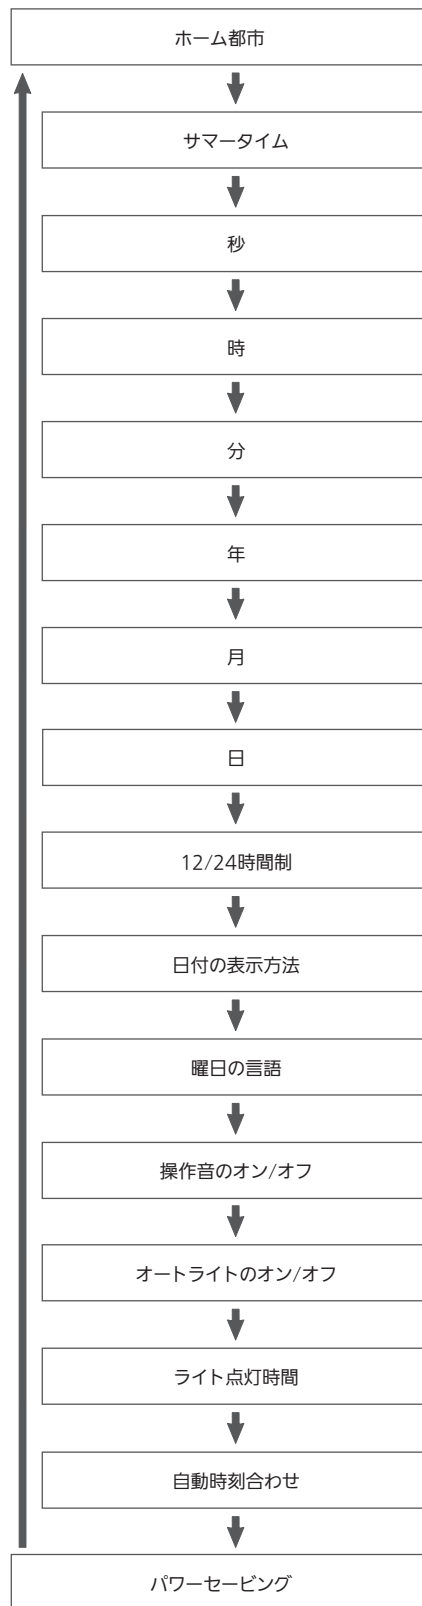 ホーム都市
サマータイム
秒
時
分
年
月
日
12/24時間制
日付の表示方法
曜日の言語
操作音のオン/オフ
オートライトのオン/オフ
ライト点灯時間
自動時刻合わせ
パワーセービング